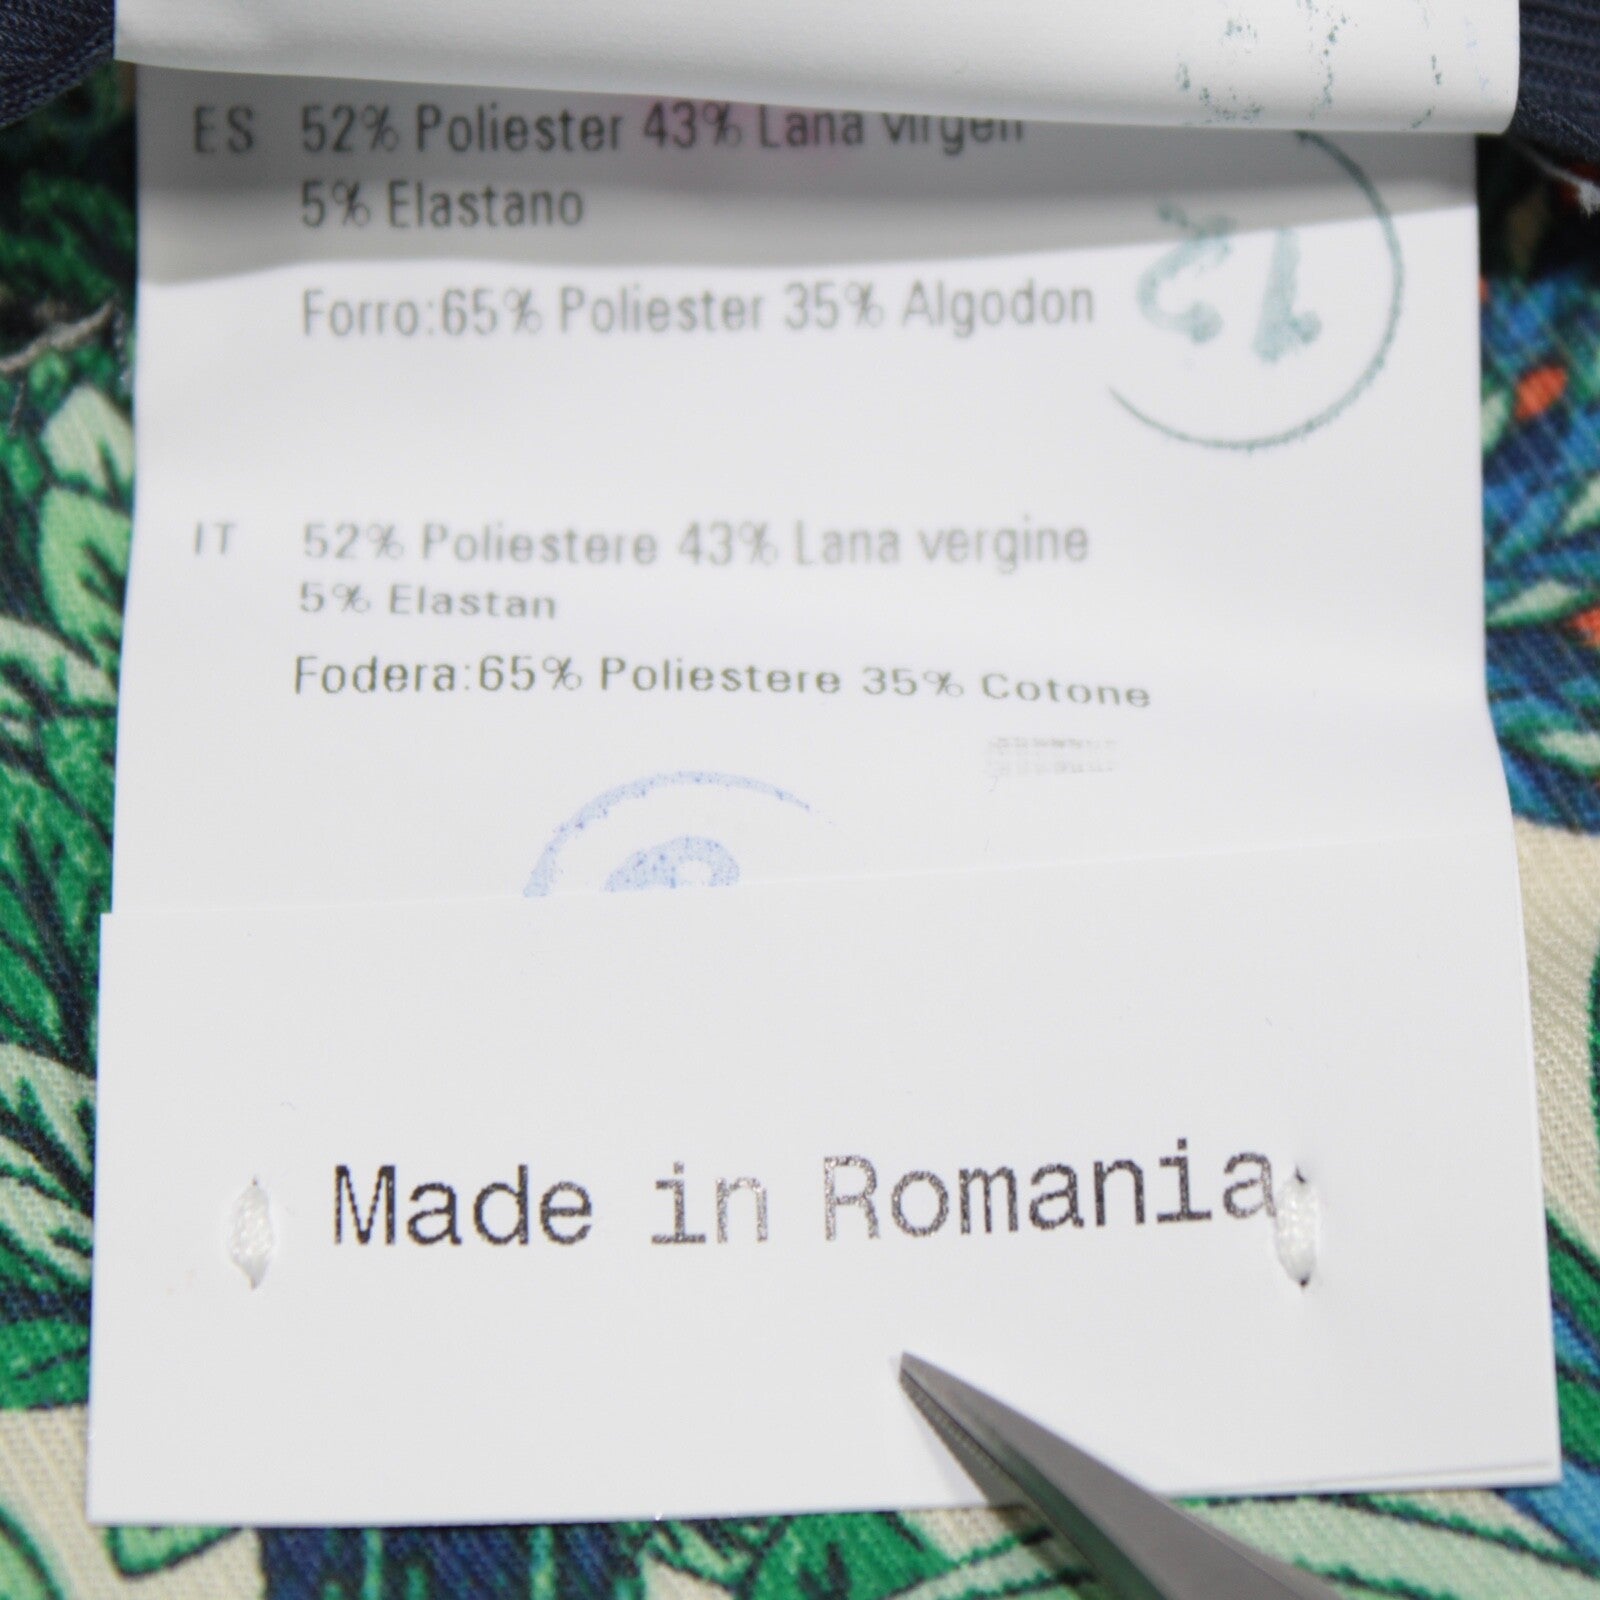 ES 52% Poliester 43% Lana virgen
5% Elastano
Forro:65% Poliester 35% Algodon
12
IT 52% Poliestere 43% Lana vergine
5% Elastan
Fodera:65% Poliestere 35% Cotone
Made in Romania